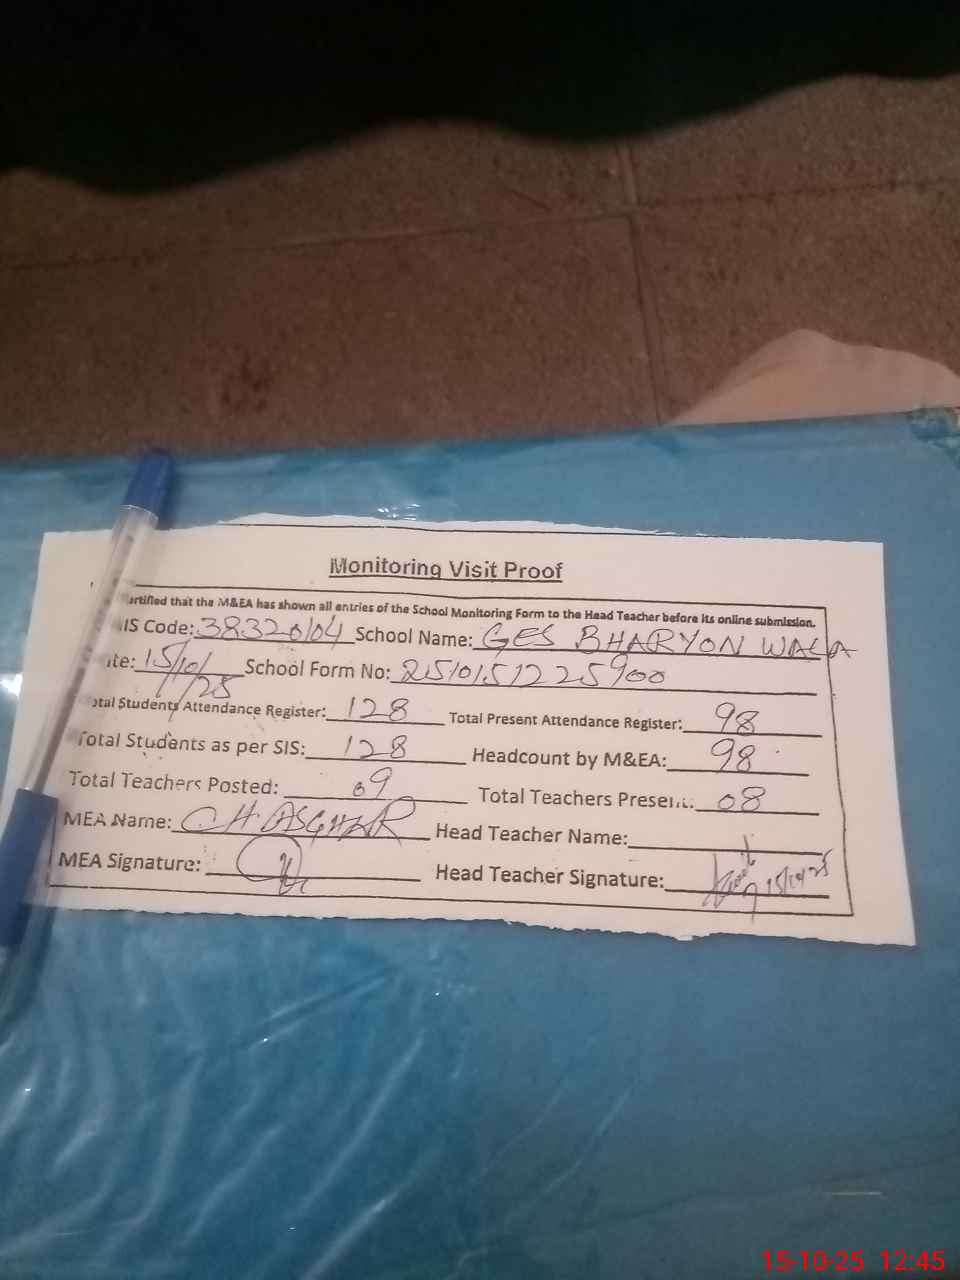 Monitoring Visit Proof
ertified that the M&EA has shown all entries of the School Monitoring Form to the Head Teacher before its online submission.
IS Code: 38320104 School Name: GES BHARYON WALA
te: 15/10/25 School Form No: 2510151225900
otal Students Attendance Register: 128 Total Present Attendance Register: 98
Total Students as per SIS: 128 Headcount by M&EA: 98
Total Teachers Posted: 09 Total Teachers Present: 08
MEA Name: CH. ASGHAR Head Teacher Name:
MEA Signature: Head Teacher Signature: 15/10/25
15-10-25 12:45